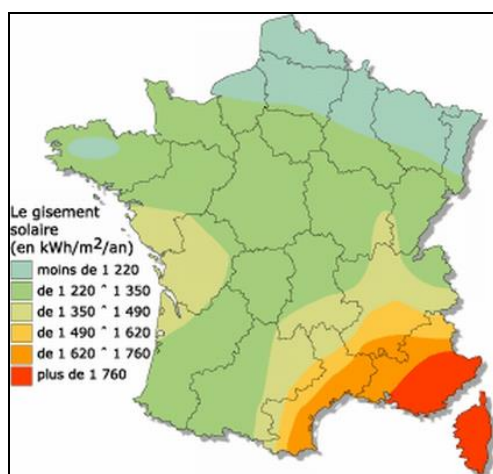 Le gisement
solaire
(en kWh/m²/an)
moins de 1 220
de 1 220 ^ 1 350
de 1 350 ^ 1 490
de 1 490 ^ 1 620
de 1 620 ^ 1 760
plus de 1 760